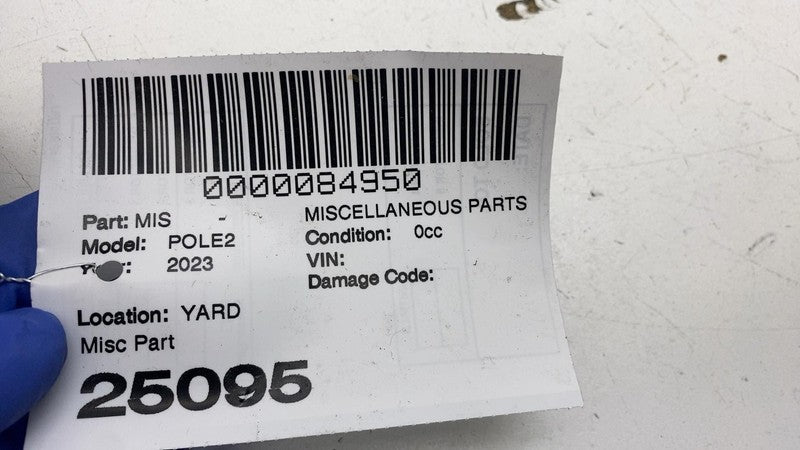 0000084950
Part: MIS - MISCELLANEOUS PARTS
Model: POLE2 Condition: 0cc
2023 VIN:
Damage Code:
Location: YARD
Misc Part
25095